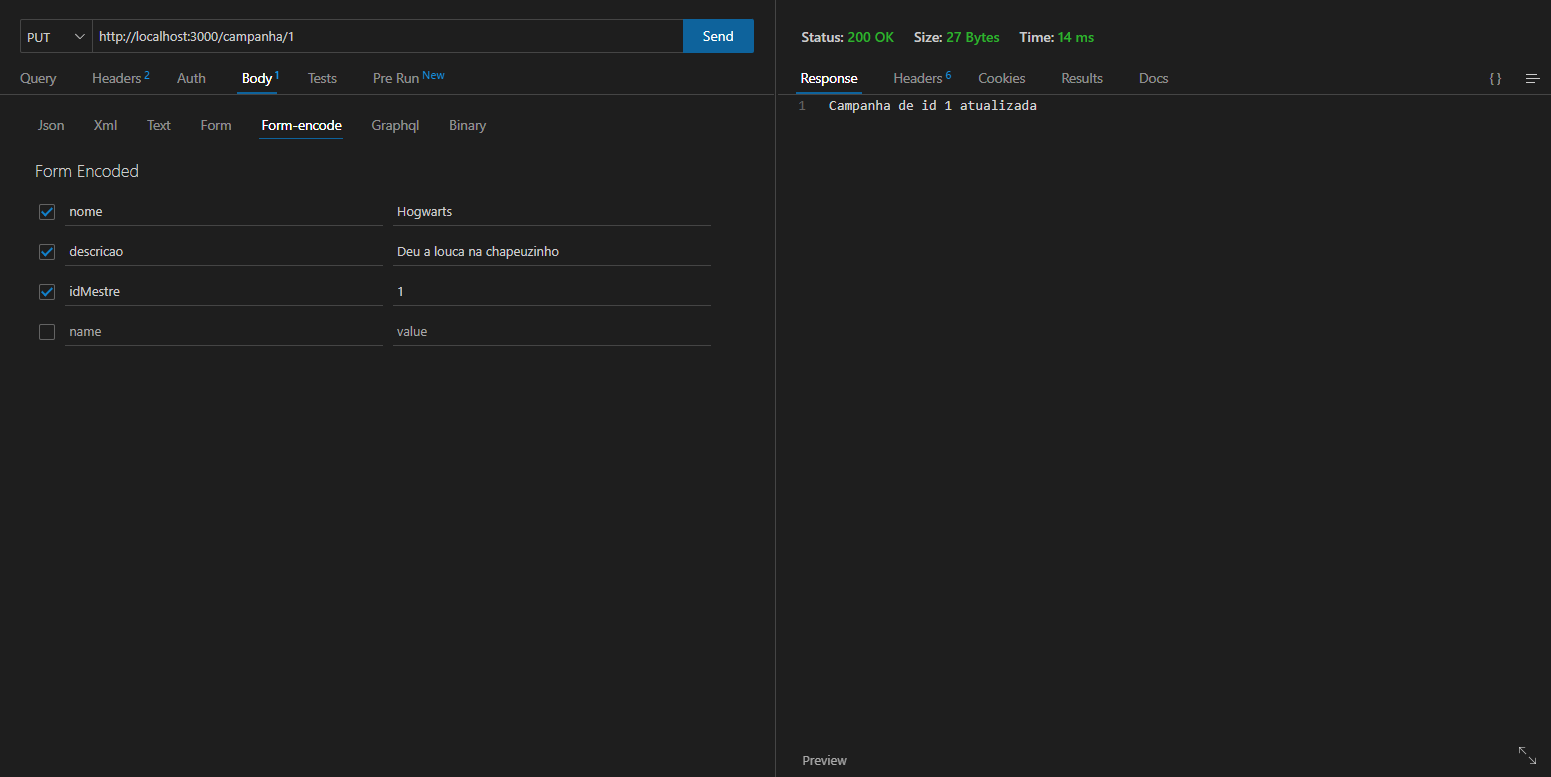 PUT http://localhost:3000/campanha/1 Send
Query Headers 2 Auth Body 1 Tests Pre Run New
Json Xml Text Form Form-encode Graphql Binary
Form Encoded
nome Hogwarts
descricao Deu a louca na chapeuzinho
idMestre 1
name value
Status: 200 OK Size: 27 Bytes Time: 14 ms
Response Headers 6 Cookies Results Docs { }
1 Campanha de id 1 atualizada
Preview